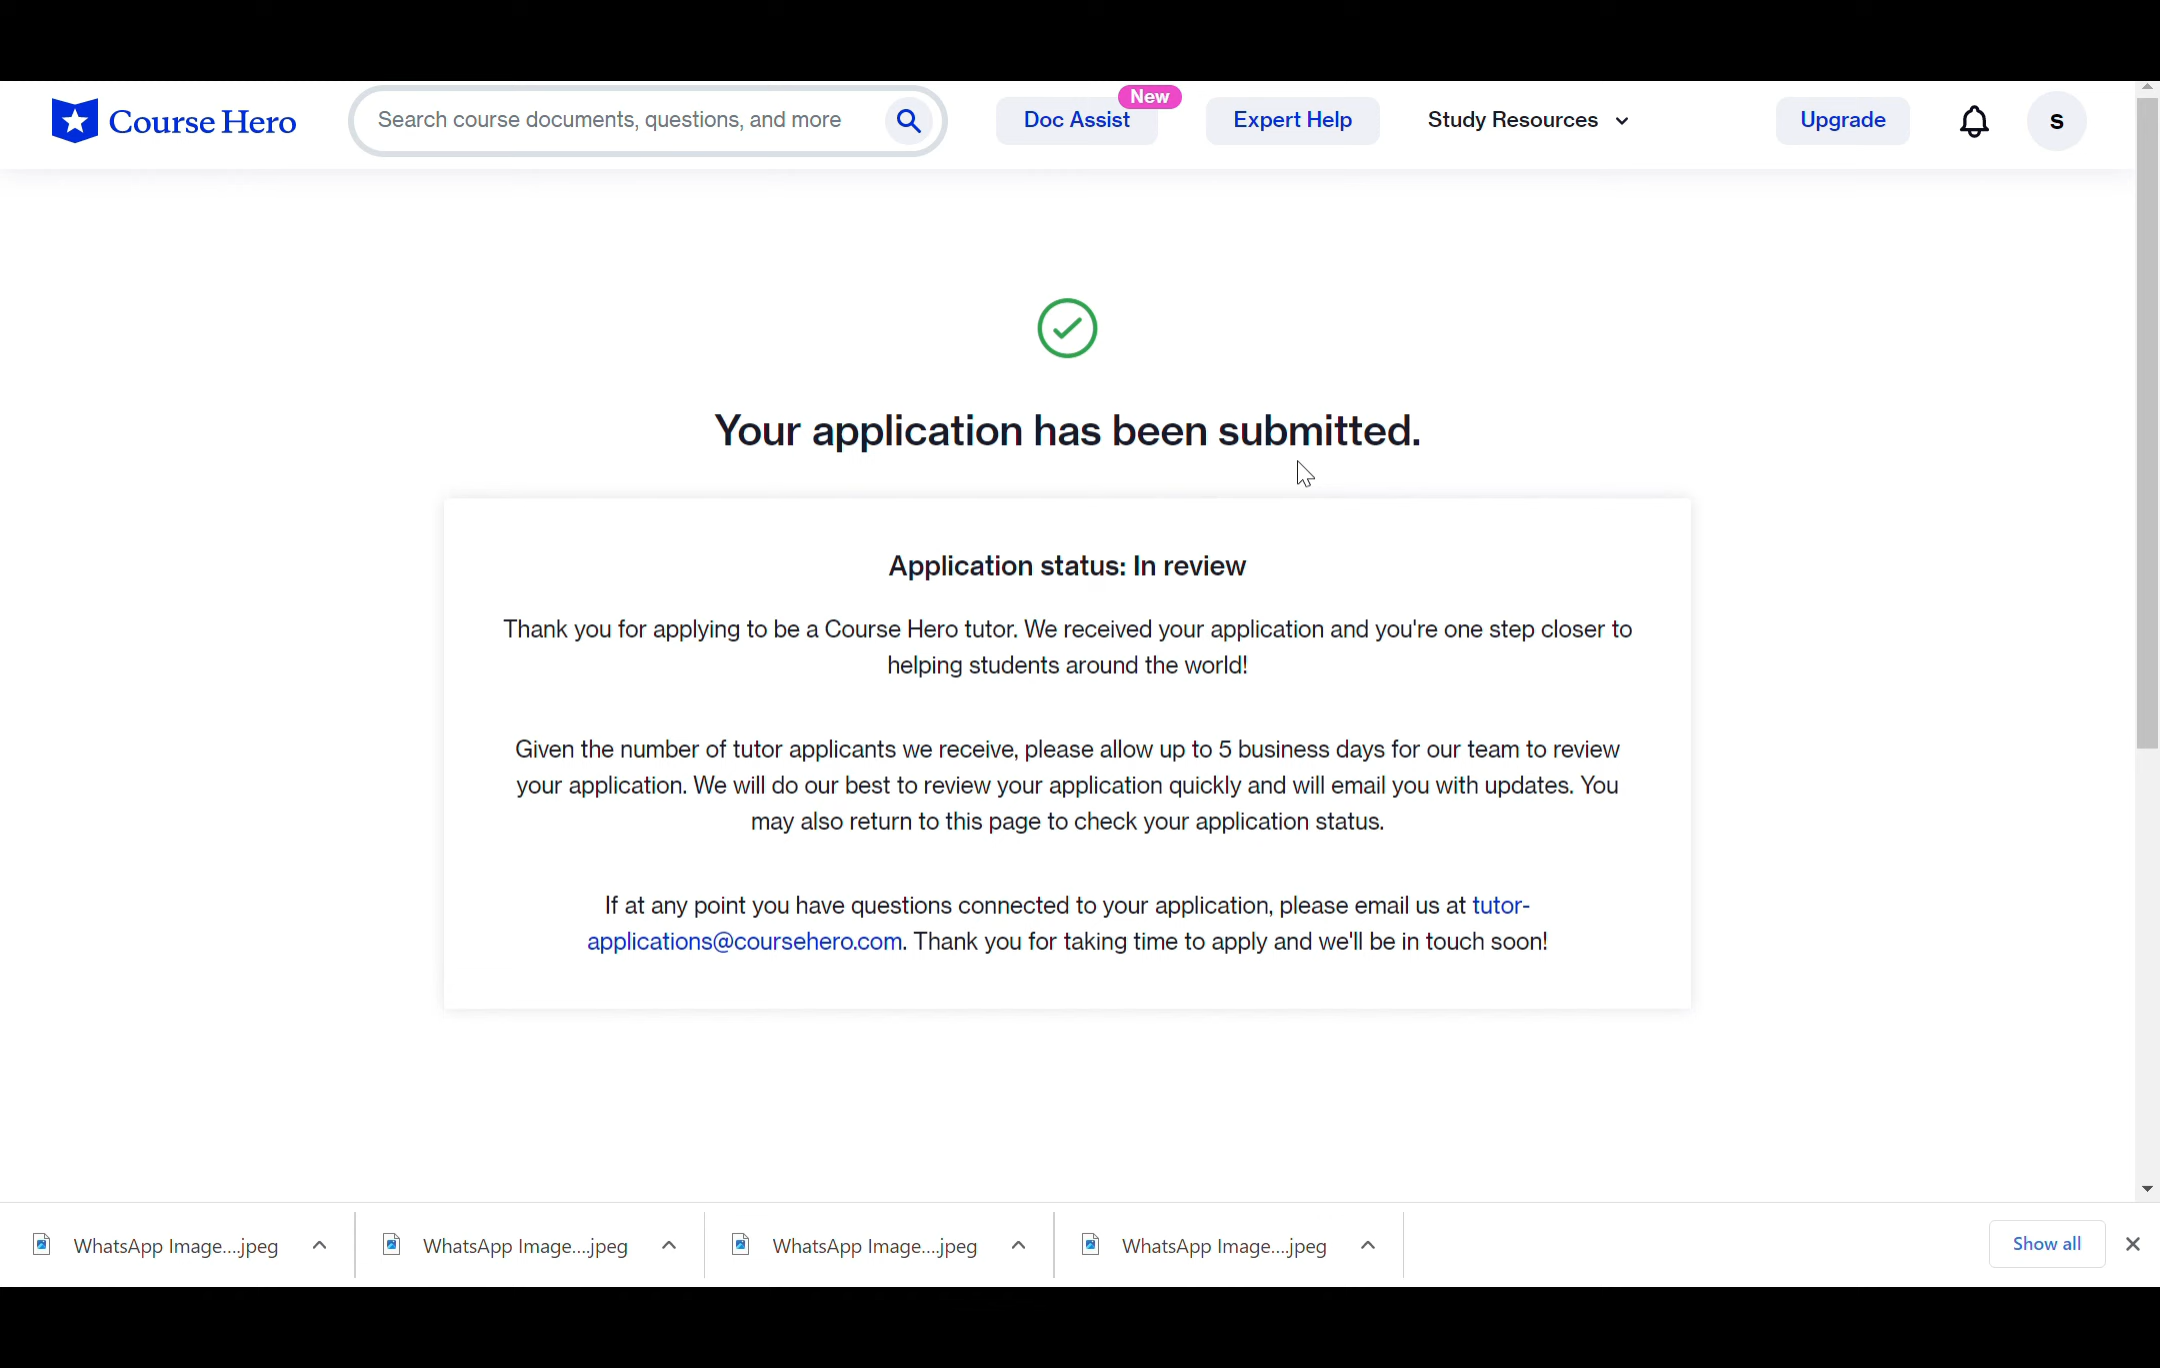 Course Hero
Search course documents, questions, and more
Doc Assist
New
Expert Help
Study Resources
Upgrade
S
Your application has been submitted.
Application status: In review
Thank you for applying to be a Course Hero tutor. We received your application and you're one step closer to
helping students around the world!
Given the number of tutor applicants we receive, please allow up to 5 business days for our team to review
your application. We will do our best to review your application quickly and will email you with updates. You
may also return to this page to check your application status.
If at any point you have questions connected to your application, please email us at tutor-
applications@coursehero.com. Thank you for taking time to apply and we'll be in touch soon!
WhatsApp Image....jpeg
WhatsApp Image....jpeg
WhatsApp Image....jpeg
WhatsApp Image....jpeg
Show all